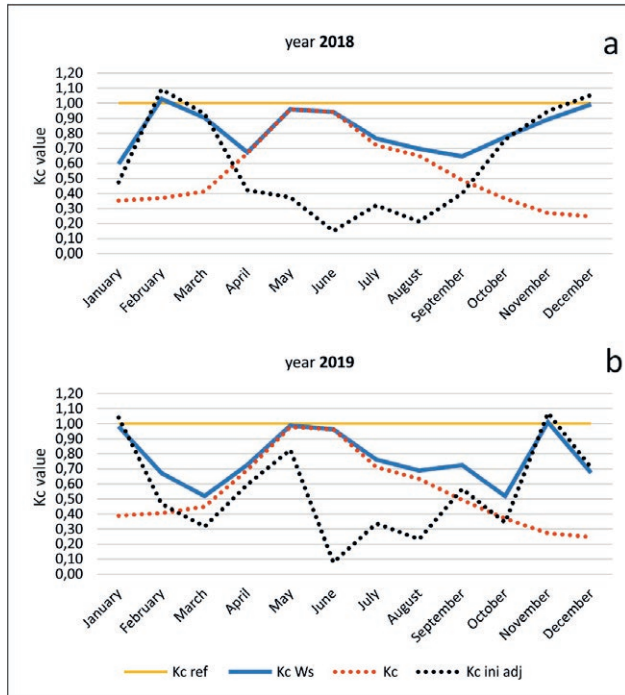 year 2018
a
Kc value
1,20
1,10
1,00
0,90
0,80
0,70
0,60
0,50
0,40
0,30
0,20
0,10
0,00
January
February
March
April
May
June
July
August
September
October
November
December
year 2019
b
Kc value
1,20
1,10
1,00
0,90
0,80
0,70
0,60
0,50
0,40
0,30
0,20
0,10
0,00
January
February
March
April
May
June
July
August
September
October
November
December
Kc ref Kc Ws Kc Kc ini adj